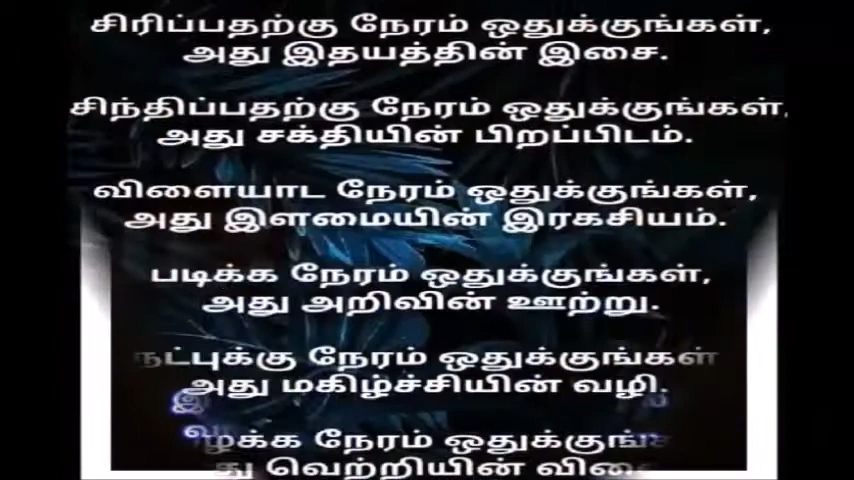 சிரிப்பதற்கு நேரம் ஒதுக்குங்கள்,
அது இதயத்தின் இசை.
சிந்திப்பதற்கு நேரம் ஒதுக்குங்கள்,
அது சக்தியின் பிறப்பிடம்.
விளையாட நேரம் ஒதுக்குங்கள்,
அது இளமையின் இரகசியம்.
படிக்க நேரம் ஒதுக்குங்கள்,
அது அறிவின் ஊற்று.
நட்புக்கு நேரம் ஒதுக்குங்கள்
அது மகிழ்ச்சியின் வழி.
நேரம்
வெற்றியின்